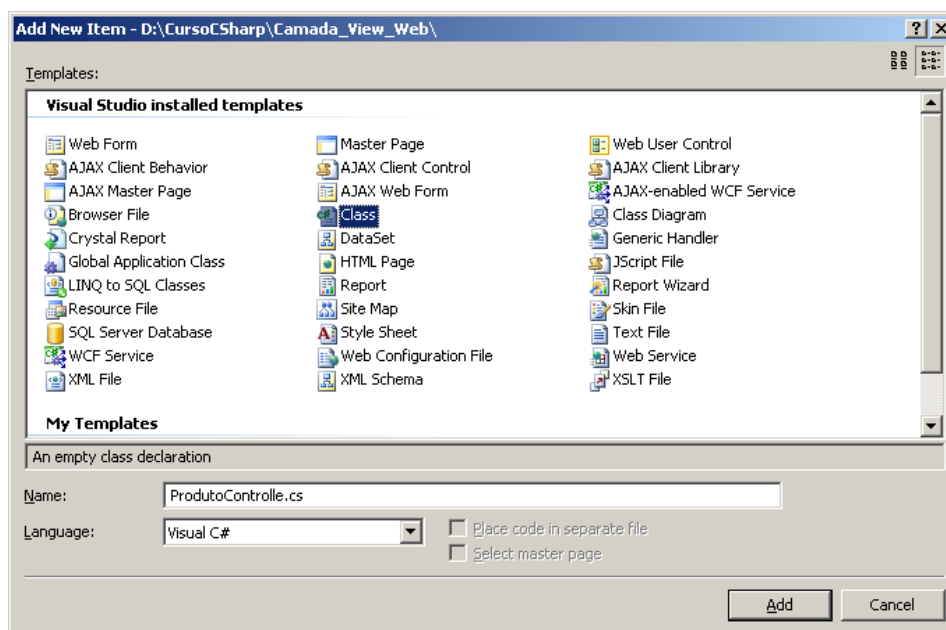 Add New Item - D:\CursoCSharp\Camada_View_Web\
Templates:
Visual Studio installed templates
Web Form Master Page Web User Control
AJAX Client Behavior AJAX Client Control AJAX Client Library
AJAX Master Page AJAX Web Form AJAX-enabled WCF Service
Browser File Class Class Diagram
Crystal Report DataSet Generic Handler
Global Application Class HTML Page JScript File
LINQ to SQL Classes Report Report Wizard
Resource File Site Map Skin File
SQL Server Database Style Sheet Text File
WCF Service Web Configuration File Web Service
XML File XML Schema XSLT File
My Templates
An empty class declaration
Name: ProdutoControlle.cs
Language: Visual C# Place code in separate file
Select master page
Add Cancel